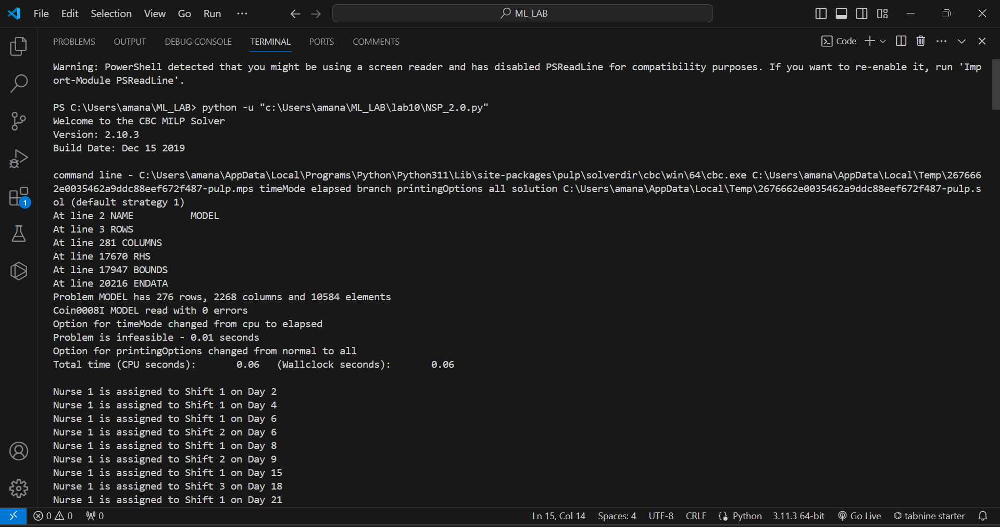 File Edit Selection View Go Run ··· ML_LAB
PROBLEMS OUTPUT DEBUG CONSOLE TERMINAL PORTS COMMENTS Code
Warning: PowerShell detected that you might be using a screen reader and has disabled PSReadLine for compatibility purposes. If you want to re-enable it, run 'Imp
ort-Module PSReadLine'.
PS C:\Users\amana\ML_LAB> python -u "c:\Users\amana\ML_LAB\lab10\NSP_2.0.py"
Welcome to the CBC MILP Solver
Version: 2.10.3
Build Date: Dec 15 2019
command line - C:\Users\amana\AppData\Local\Programs\Python\Python311\Lib\site-packages\pulp\solverdir\cbc\win\64\cbc.exe C:\Users\amana\AppData\Local\Temp\267666
2e0035462a9ddc88eef672f487-pulp.mps timeMode elapsed branch printingOptions all solution C:\Users\amana\AppData\Local\Temp\2676662e0035462a9ddc88eef672f487-pulp.s
ol (default strategy 1)
At line 2 NAME          MODEL
At line 3 ROWS
At line 281 COLUMNS
At line 17670 RHS
At line 17947 BOUNDS
At line 20216 ENDATA
Problem MODEL has 276 rows, 2268 columns and 10584 elements
Coin0008I MODEL read with 0 errors
Option for timeMode changed from cpu to elapsed
Problem is infeasible - 0.01 seconds
Option for printingOptions changed from normal to all
Total time (CPU seconds):       0.06   (Wallclock seconds):       0.06
Nurse 1 is assigned to Shift 1 on Day 2
Nurse 1 is assigned to Shift 1 on Day 4
Nurse 1 is assigned to Shift 1 on Day 6
Nurse 1 is assigned to Shift 2 on Day 6
Nurse 1 is assigned to Shift 1 on Day 8
Nurse 1 is assigned to Shift 2 on Day 9
Nurse 1 is assigned to Shift 1 on Day 15
Nurse 1 is assigned to Shift 3 on Day 18
Nurse 1 is assigned to Shift 1 on Day 21
1
0 0 0 Ln 15, Col 14 Spaces: 4 UTF-8 CRLF Python 3.11.3 64-bit Go Live tabnine starter